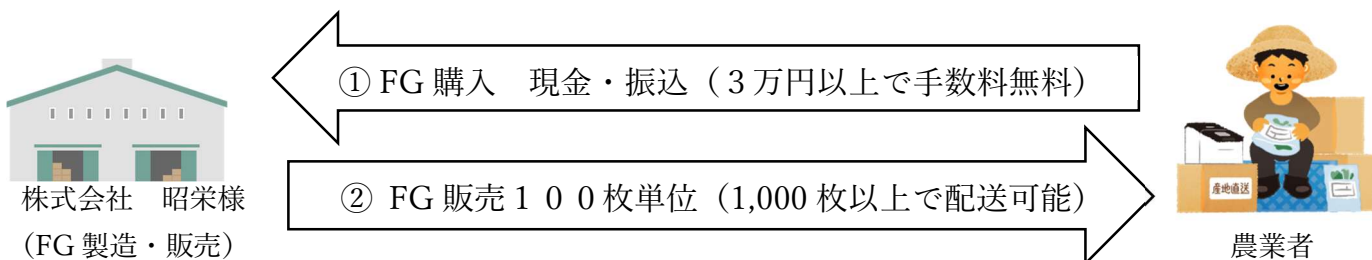 ① FG 購入　現金・振込（３万円以上で手数料無料）
株式会社　昭栄様
（FG 製造・販売）
② FG 販売１００枚単位（1,000 枚以上で配送可能）
産地直送
農業者